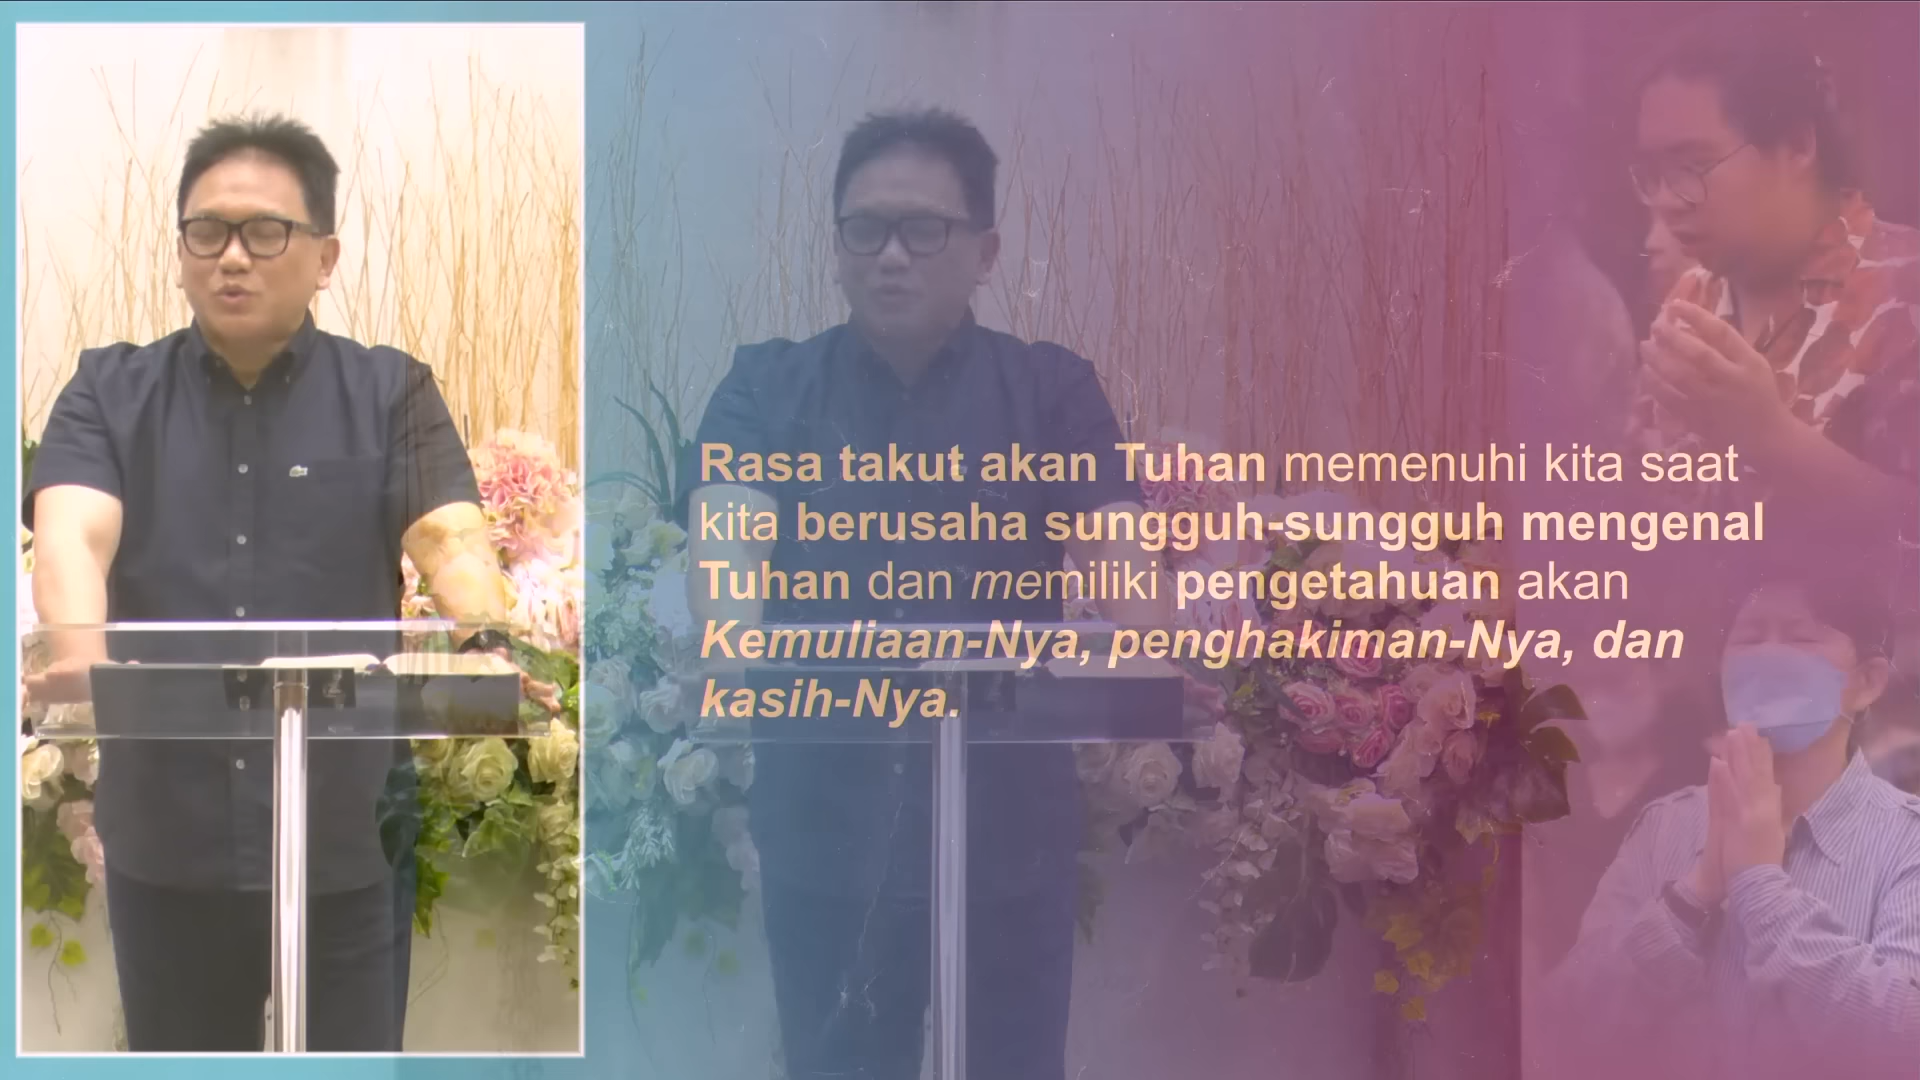 Rasa takut akan Tuhan memenuhi kita saat
kita berusaha sungguh-sungguh mengenal
Tuhan dan memiliki pengetahuan akan
Kemuliaan-Nya, penghakiman-Nya, dan
kasih-Nya.